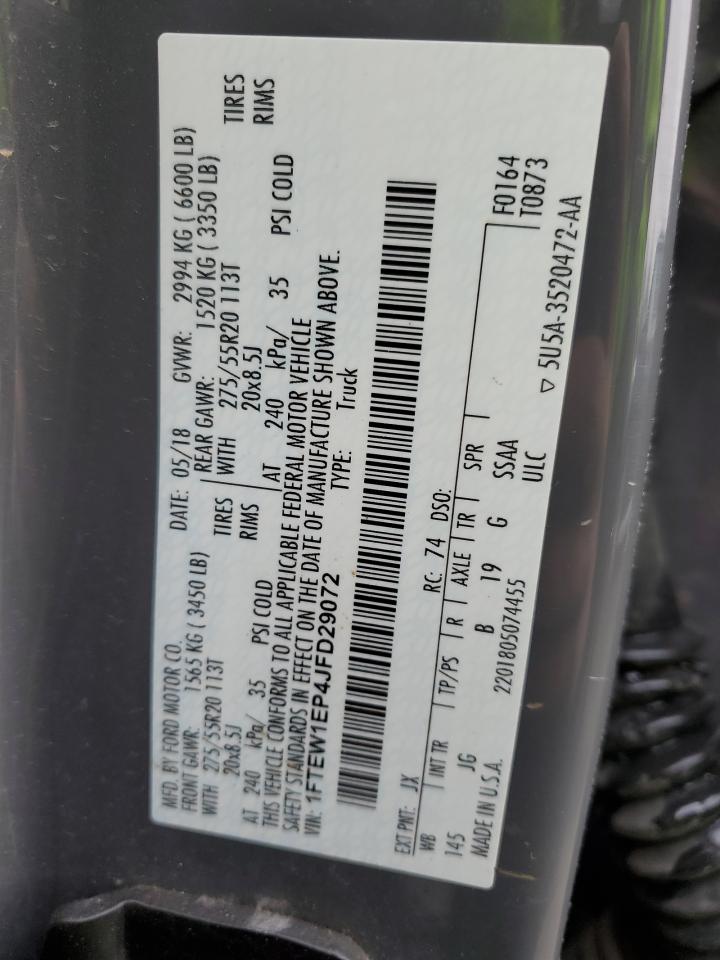 MFD. BY FORD MOTOR CO.
DATE: 05/18 GVWR: 2994 KG ( 6600 LB)
FRONT GAWR: 1565 KG ( 3450 LB) REAR GAWR: 1520 KG ( 3350 LB)
WITH 275/55R20 113T TIRES WITH 275/55R20 113T TIRES
20x8.5J RIMS 20x8.5J RIMS
AT 240 kPa/ 35 PSI COLD AT 240 kPa/ 35 PSI COLD
THIS VEHICLE CONFORMS TO ALL APPLICABLE FEDERAL MOTOR VEHICLE
SAFETY STANDARDS IN EFFECT ON THE DATE OF MANUFACTURE SHOWN ABOVE.
VIN: 1FTEW1EP4JFD29072 TYPE: Truck
EXT PNT: JX RC: 74 DSO: F0164
WB INT TR TP/PS R AXLE TR SPR T0873
145 JG B 19 G SSAA
MADE IN U.S.A. 2201805074455 ULC
▽ 5U5A-3520472-AA